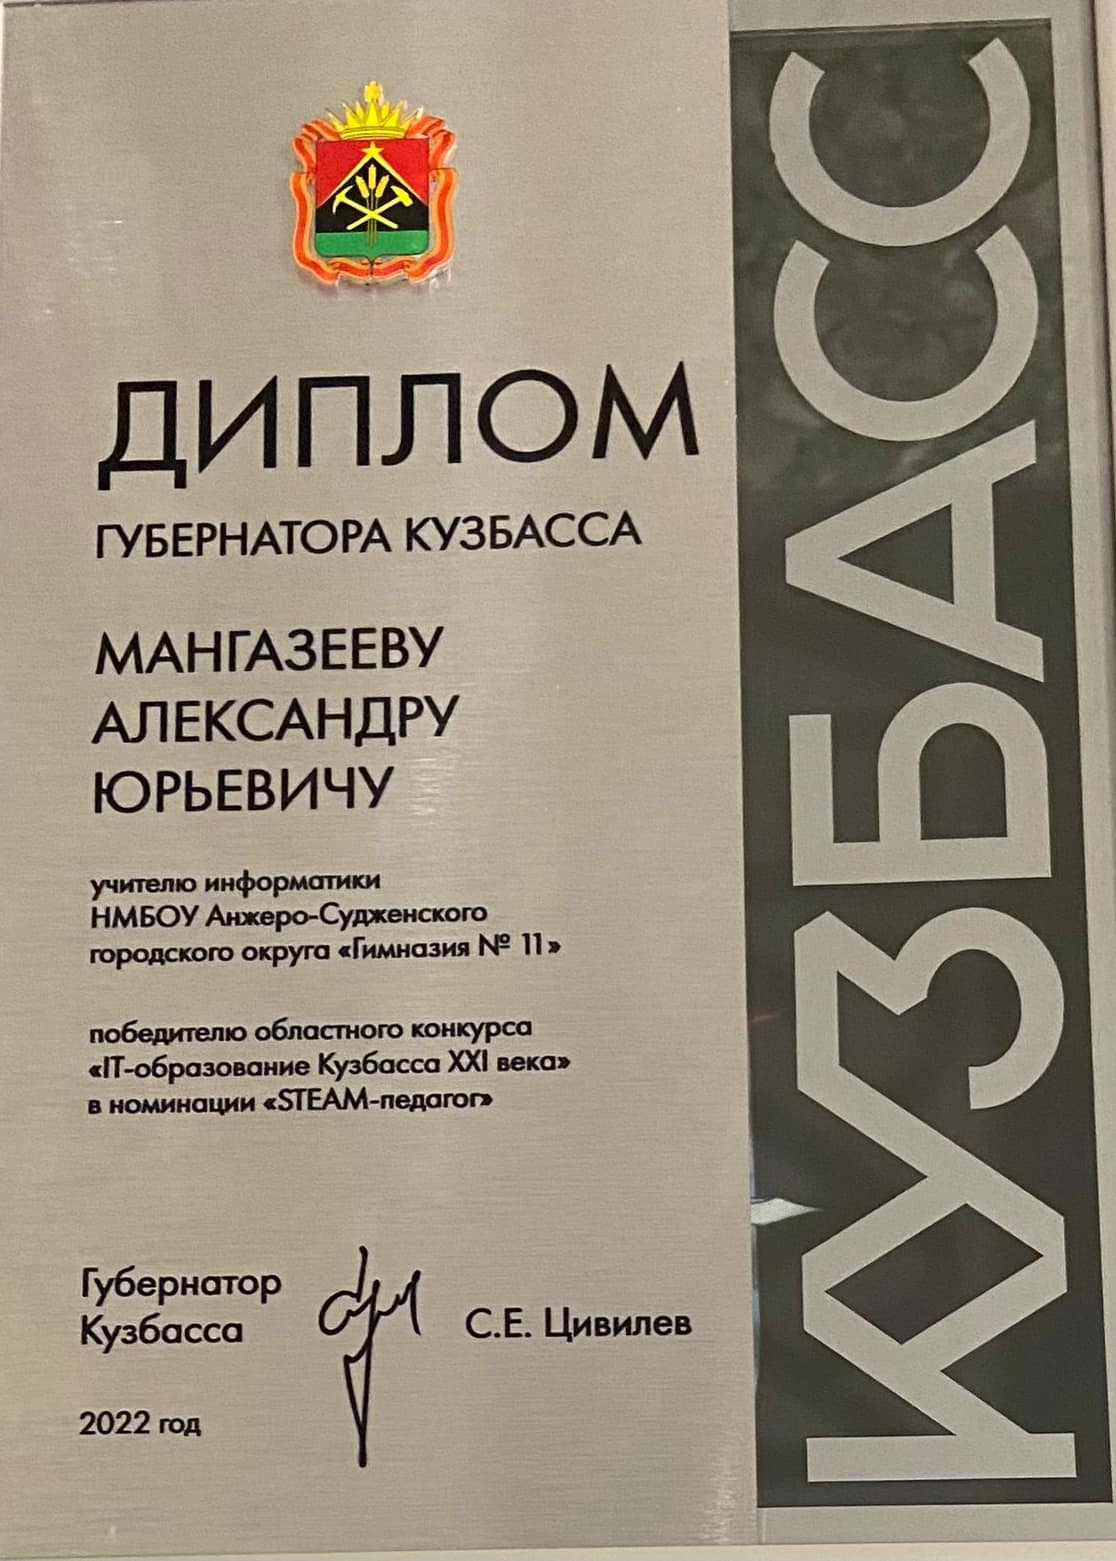 ДИПЛОМ
ГУБЕРНАТОРА КУЗБАССА
МАНГАЗЕЕВУ
АЛЕКСАНДРУ
ЮРЬЕВИЧУ
учителю информатики
НМБОУ Анжеро-Судженского
городского округа «Гимназия № 11»
победителю областного конкурса
«IT-образование Кузбасса XXI века»
в номинации «STEAM-педагог»
Губернатор
Кузбасса
С.Е. Цивилев
2022 год
КУЗБАСС